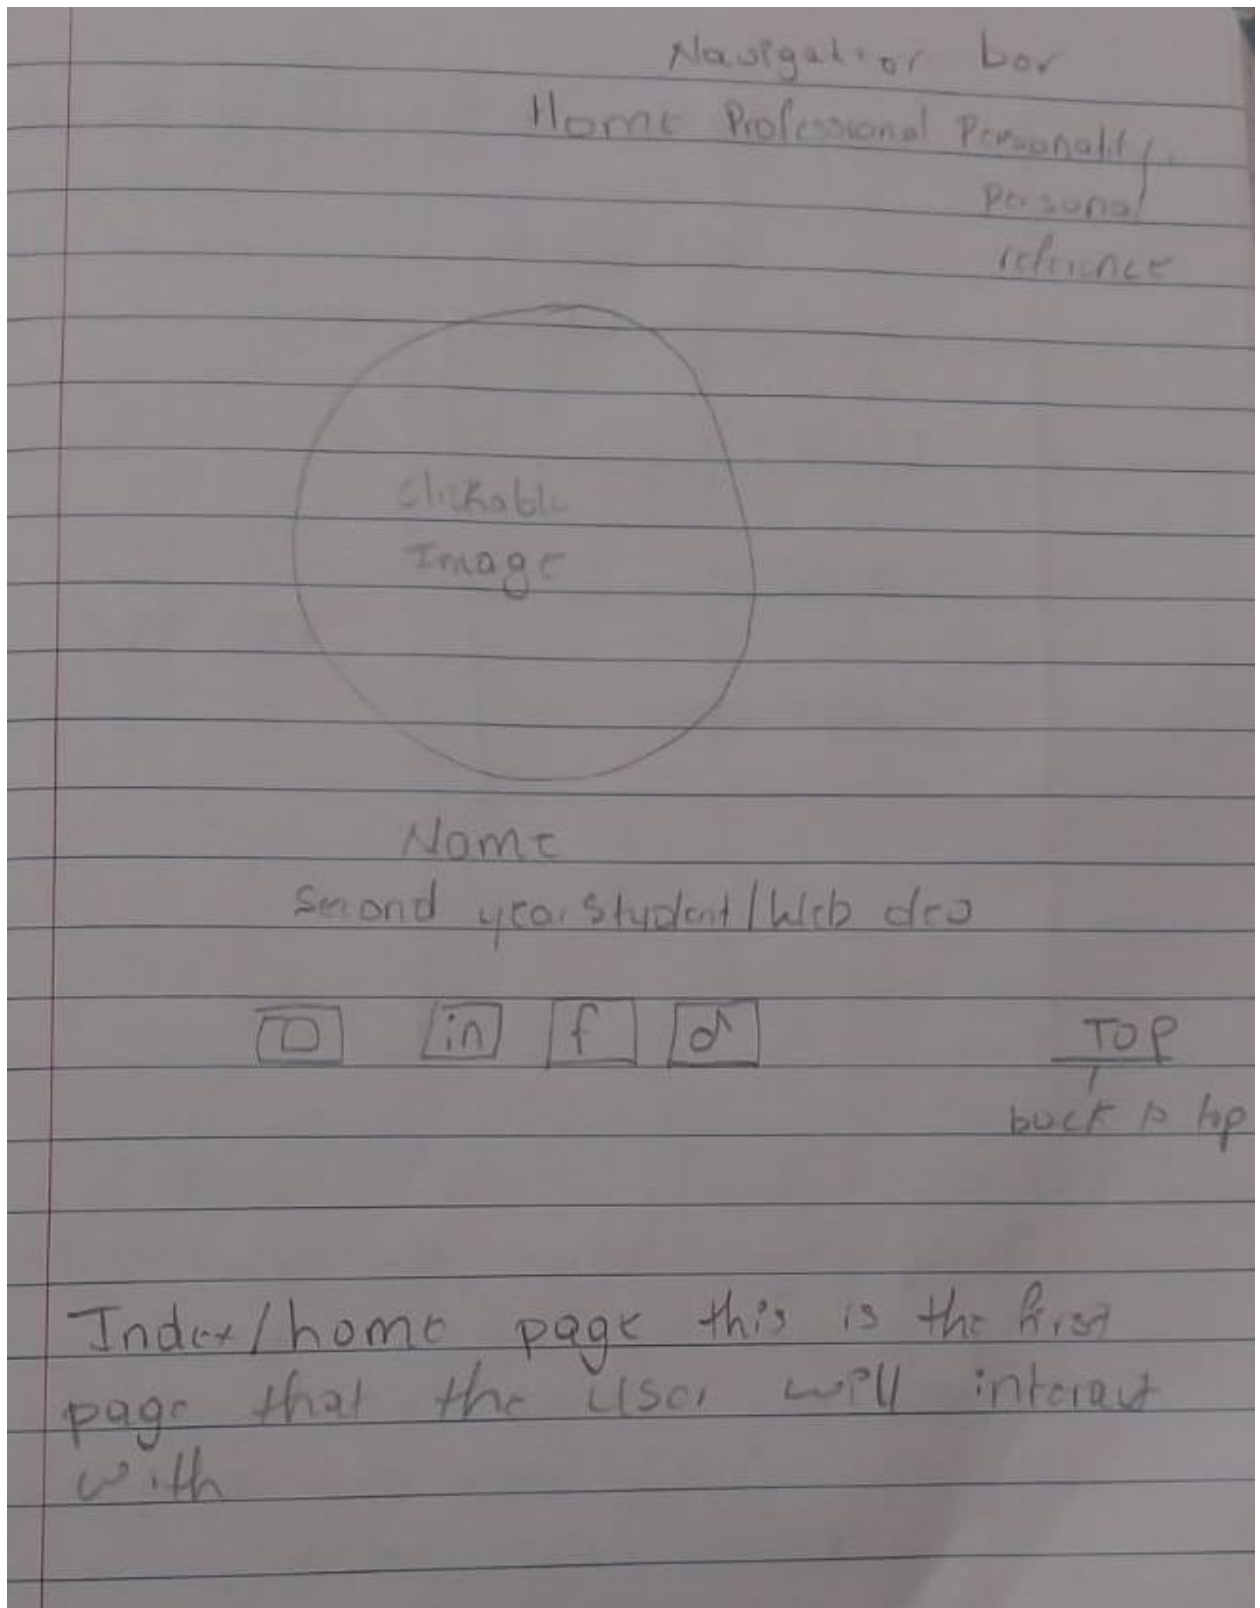 Navigation bar
Home Professional Personality
Personal
refrence
Clickable
Image
Name
Second year student/Web dev
in f
TOP
back to top
Index/home page this is the first
page that the user will interact
with